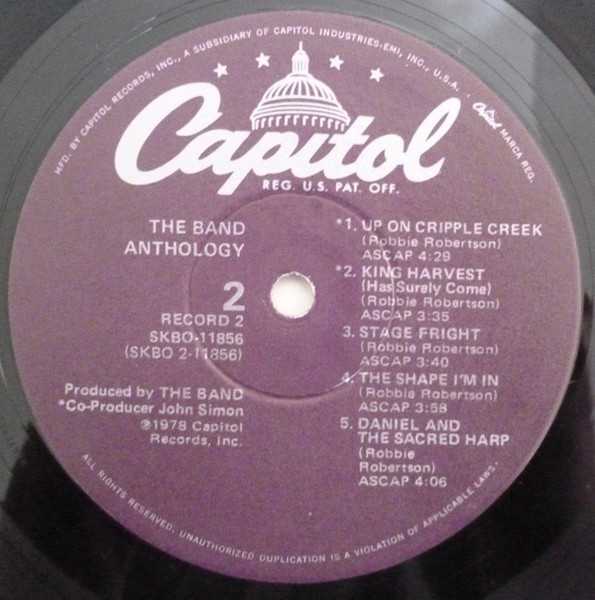 MFD. BY CAPITOL RECORDS, INC., A SUBSIDIARY OF CAPITOL INDUSTRIES-EMI, INC., U.S.A. Capitol MARCA REG.
Capitol
REG. U.S. PAT. OFF.
THE BAND
ANTHOLOGY
2
RECORD 2
SKBO-11856
(SKBO 2-11856)
Produced by THE BAND
*Co-Producer John Simon
℗1978 Capitol
Records, Inc.
*1. UP ON CRIPPLE CREEK
(Robbie Robertson)
ASCAP 4:29
*2. KING HARVEST
(Has Surely Come)
(Robbie Robertson)
ASCAP 3:35
3. STAGE FRIGHT
(Robbie Robertson)
ASCAP 3:40
4. THE SHAPE I'M IN
(Robbie Robertson)
ASCAP 3:58
5. DANIEL AND
THE SACRED HARP
(Robbie
Robertson)
ASCAP 4:06
ALL RIGHTS RESERVED. UNAUTHORIZED DUPLICATION IS A VIOLATION OF APPLICABLE LAWS.